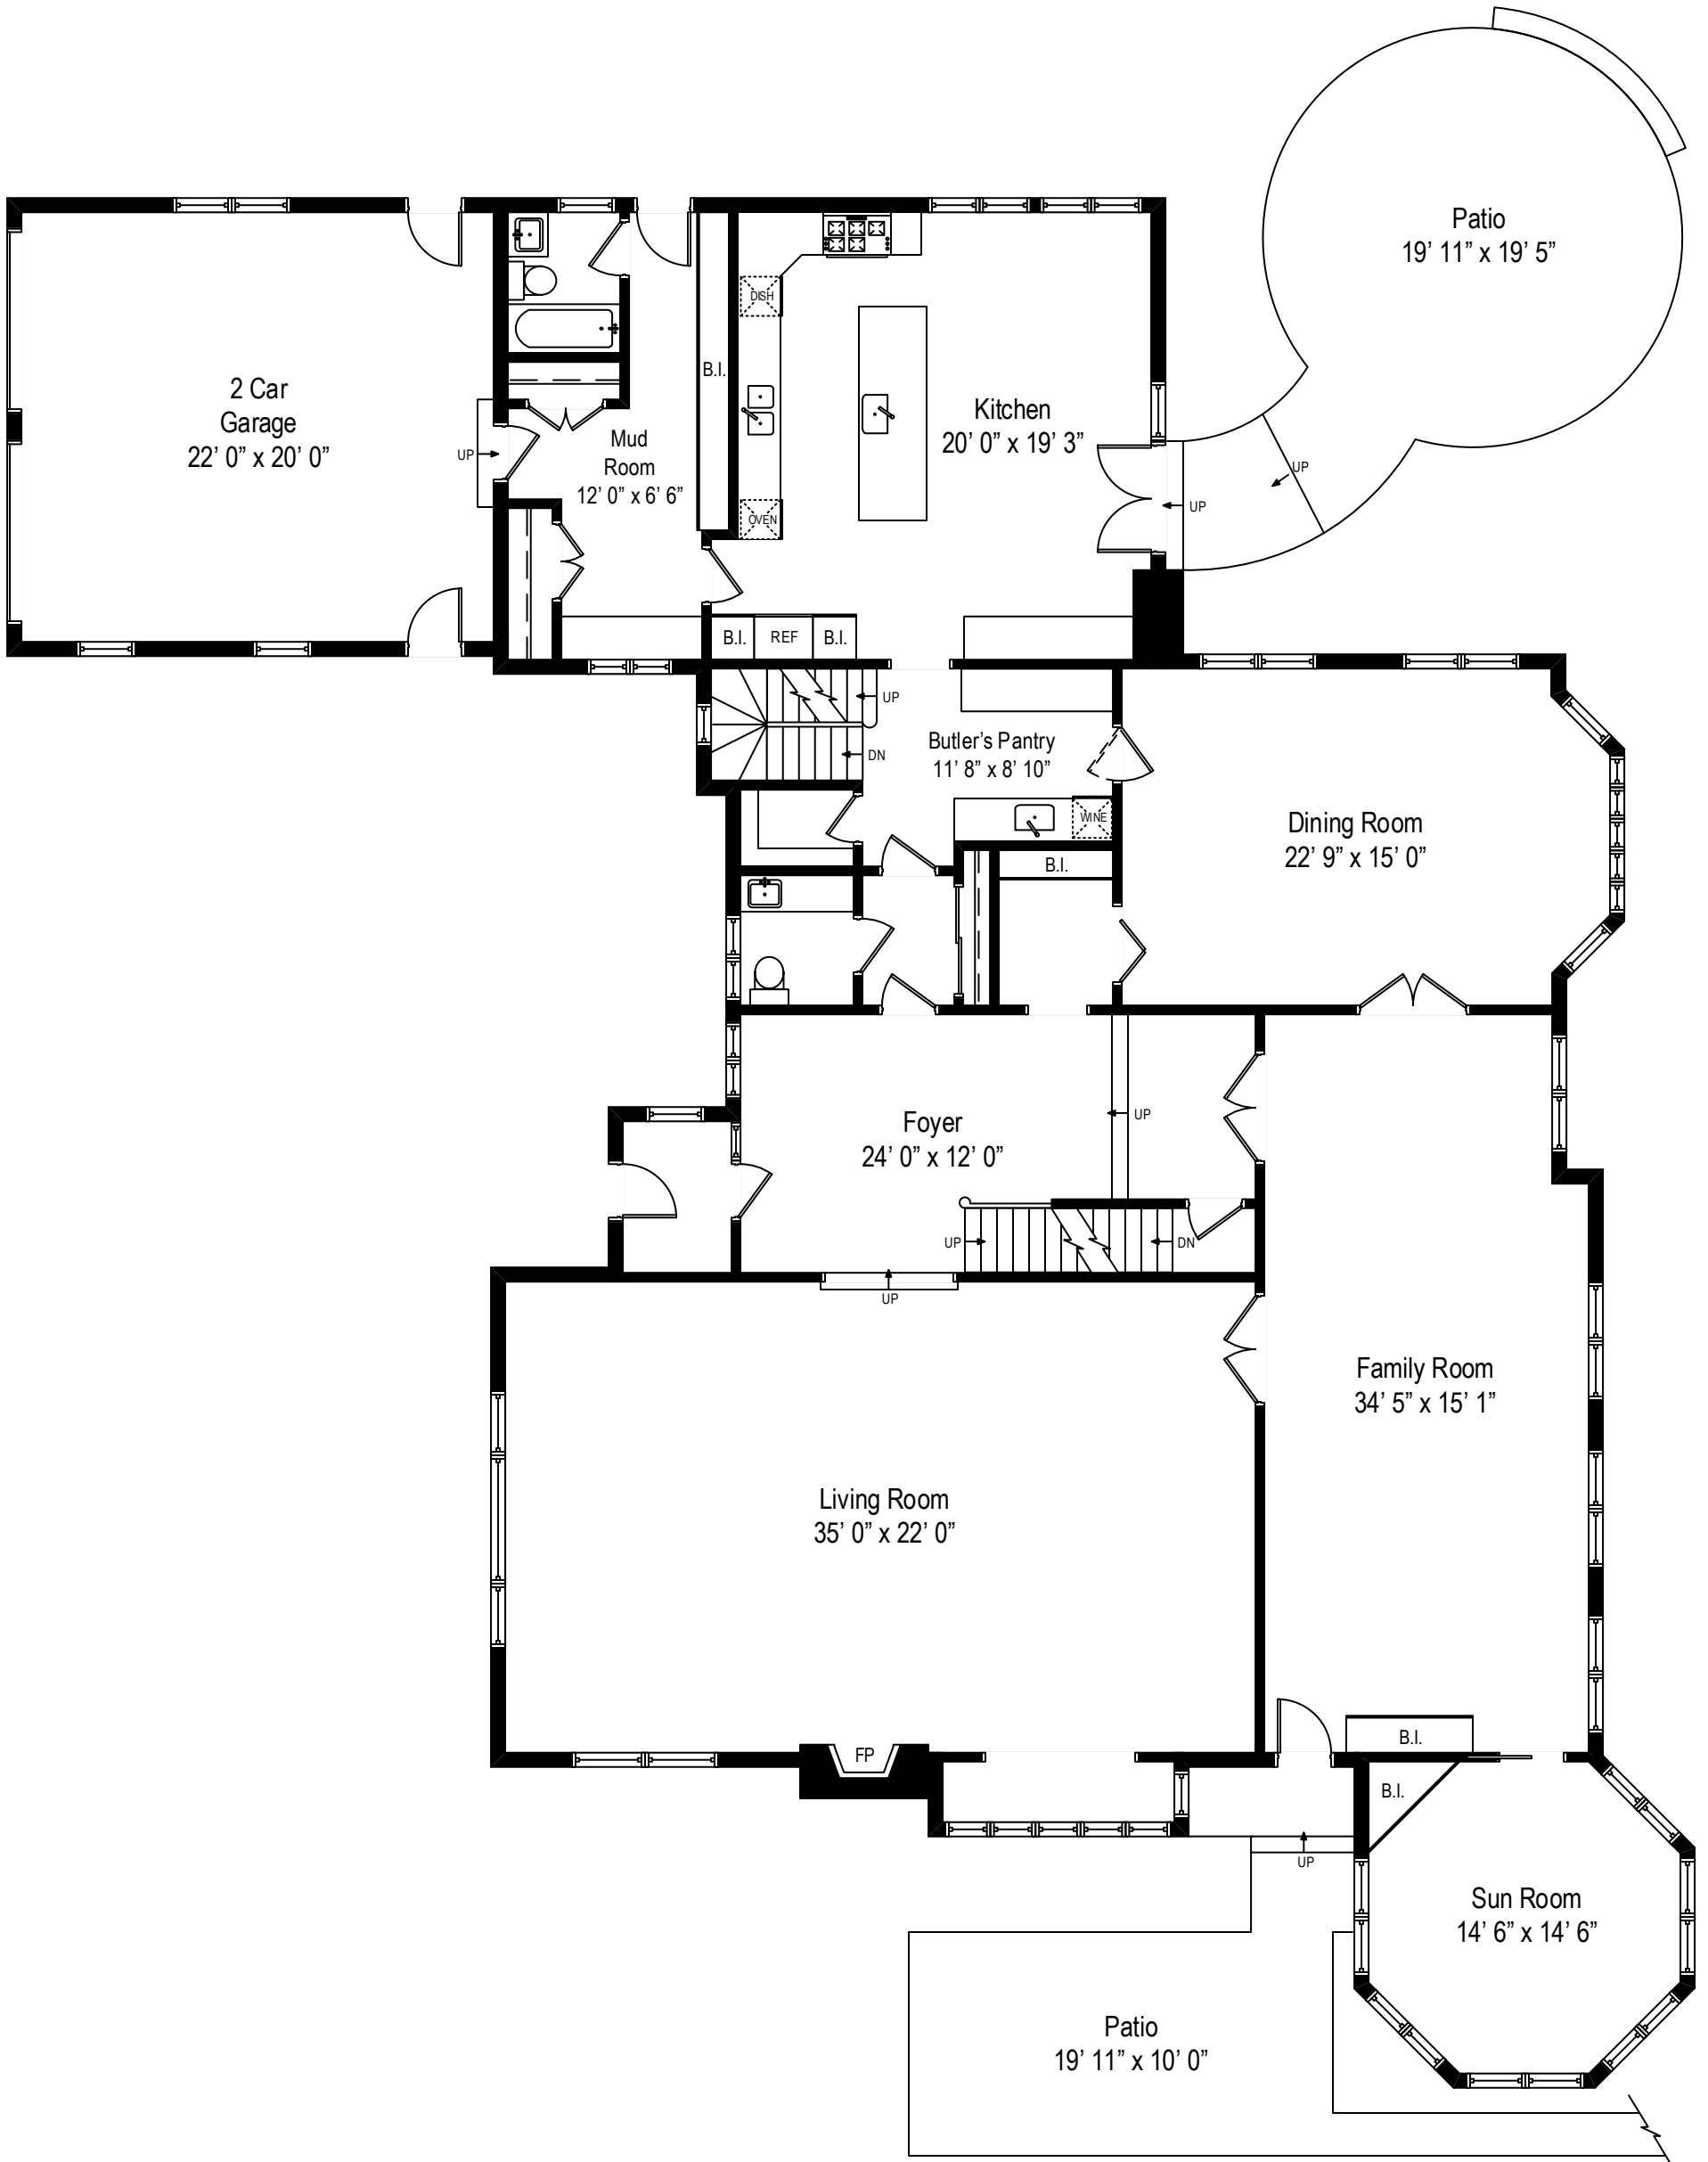 Patio
19’ 11” x 19’ 5”
2 Car
Garage
22’ 0” x 20’ 0”
UP
DISH
B.I.
Mud
Room
12’ 0” x 6’ 6”
OVEN
Kitchen
20’ 0” x 19’ 3”
UP
UP
B.I.
REF
B.I.
UP
DN
Butler’s Pantry
11’ 8” x 8’ 10”
WINE
B.I.
Dining Room
22’ 9” x 15’ 0”
Foyer
24’ 0” x 12’ 0”
UP
UP
DN
UP
Family Room
34’ 5” x 15’ 1”
Living Room
35’ 0” x 22’ 0”
FP
B.I.
B.I.
UP
Sun Room
14’ 6” x 14’ 6”
Patio
19’ 11” x 10’ 0”